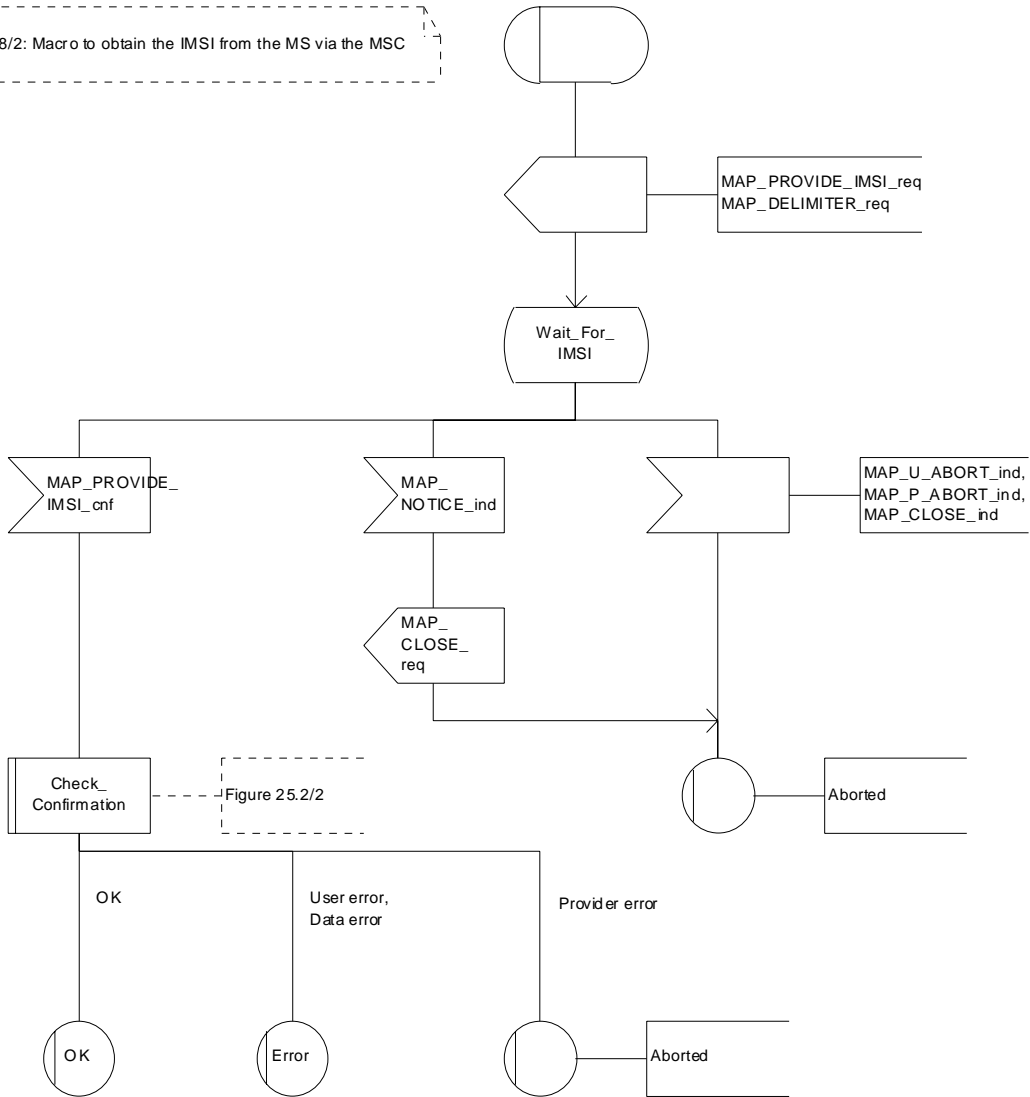 8/2: Macro to obtain the IMSI from the MS via the MSC
MAP_PROVIDE_IMSI_req
MAP_DELIMITER_req
Wait_For_
IMSI
MAP_PROVIDE_
IMSI_cnf
MAP_
NOTICE_ind
MAP_U_ABORT_ind,
MAP_P_ABORT_ind,
MAP_CLOSE_ind
MAP_
CLOSE_
req
Check_
Confirmation
Figure 25.2/2
Aborted
OK
User error,
Data error
Provider error
OK
Error
Aborted